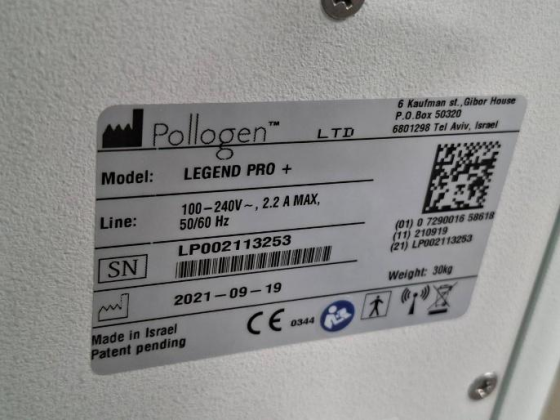 Pollogen™ LTD
6 Kaufman st.,Gibor House
P.O.Box 50320
6801298 Tel Aviv, Israel
Model: LEGEND PRO +
Line: 100-240V~, 2.2 A MAX,
50/60 Hz
(01) 0 7290016 58618
(11) 210919
(21) LP002113253
SN LP002113253
Weight: 30kg
2021-09-19
Made in Israel
Patent pending
CE 0344